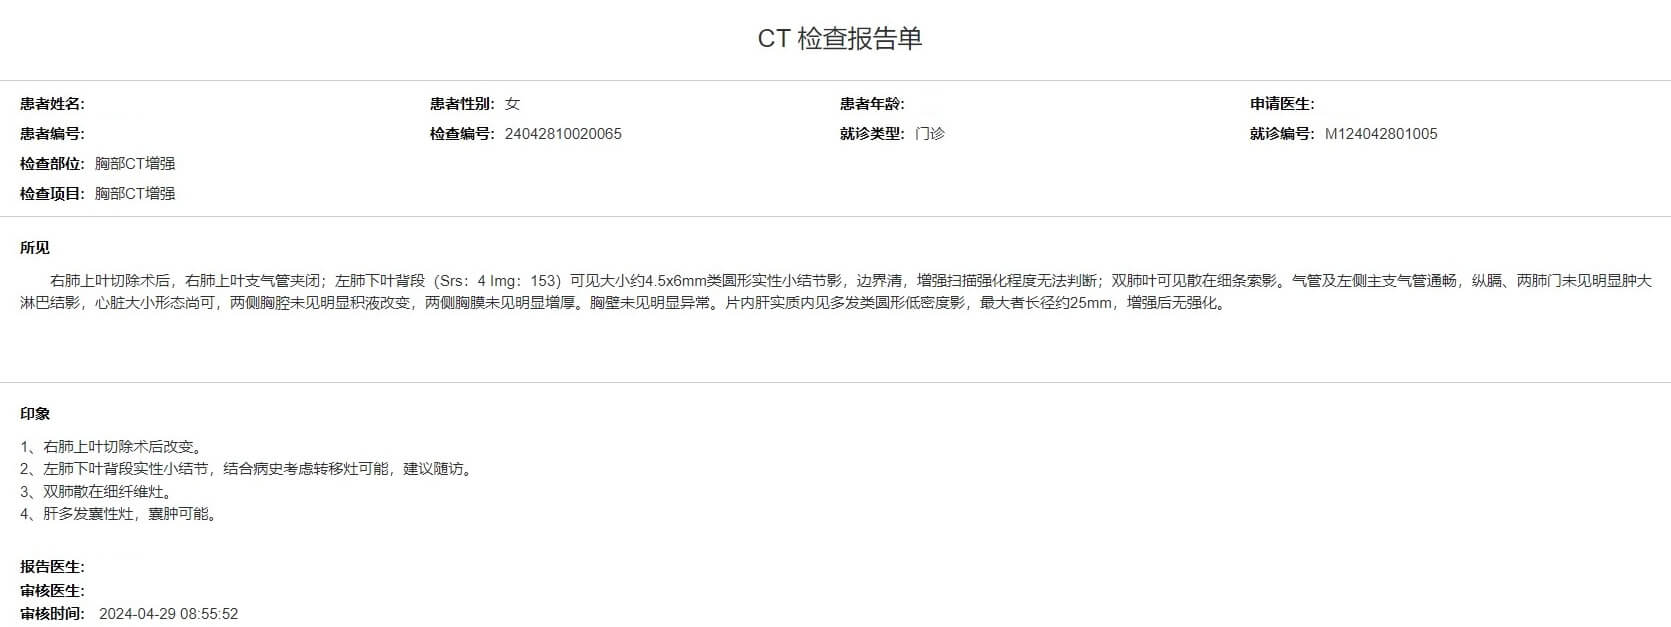 CT 检查报告单
患者姓名: 患者性别: 女 患者年龄: 申请医生:
患者编号: 检查编号: 24042810020065 就诊类型: 门诊 就诊编号: M124042801005
检查部位: 胸部CT增强
检查项目: 胸部CT增强
所见
右肺上叶切除术后，右肺上叶支气管夹闭；左肺下叶背段（Srs：4 Img：153）可见大小约4.5x6mm类圆形实性小结节影，边界清，增强扫描强化程度无法判断；双肺叶可见散在细条索影。气管及左侧主支气管通畅，纵膈、两肺门未见明显肿大
淋巴结影，心脏大小形态尚可，两侧胸腔未见明显积液改变，两侧胸膜未见明显增厚。胸壁未见明显异常。片内肝实质内见多发类圆形低密度影，最大者长径约25mm，增强后无强化。
印象
1、右肺上叶切除术后改变。
2、左肺下叶背段实性小结节，结合病史考虑转移灶可能，建议随访。
3、双肺散在细纤维灶。
4、肝多发囊性灶，囊肿可能。
报告医生:
审核医生:
审核时间: 2024-04-29 08:55:52